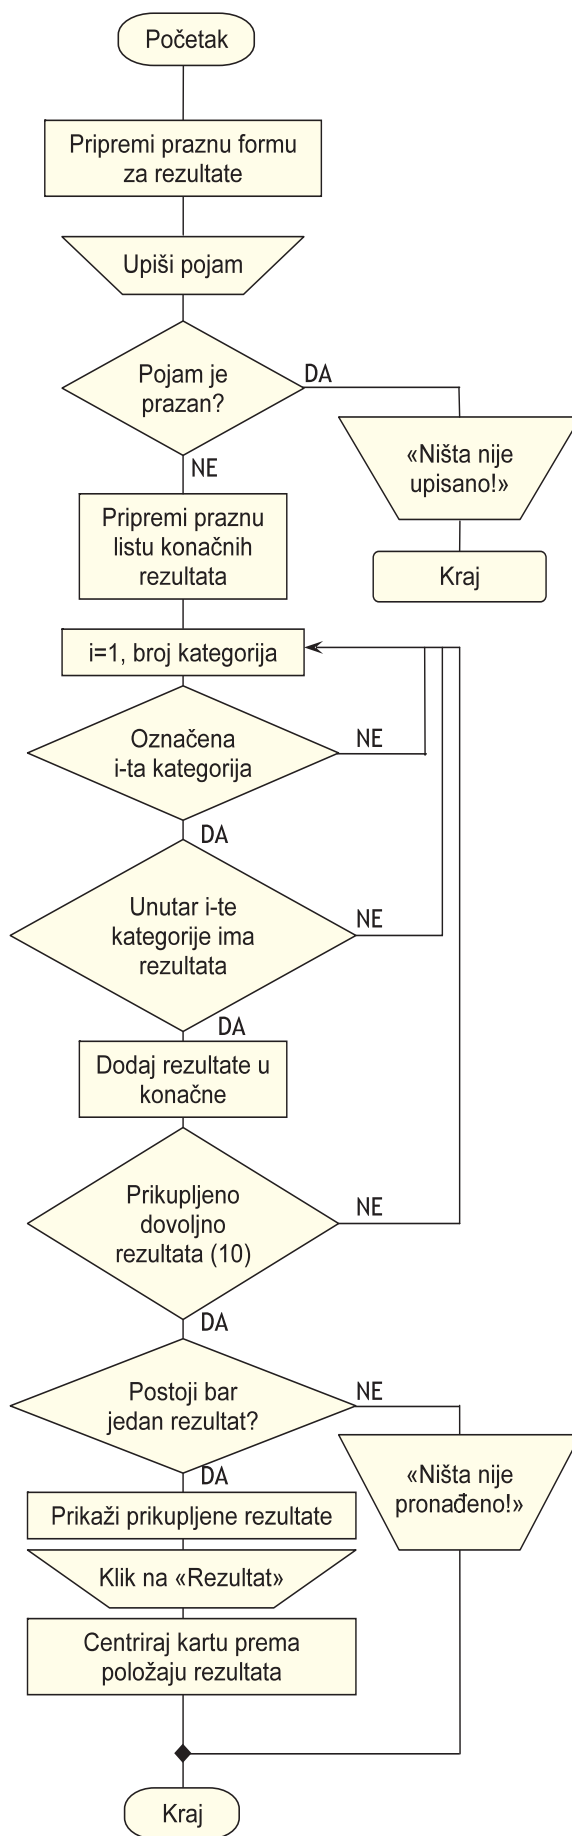 Početak
Pripremi praznu formu
za rezultate
Upiši pojam
Pojam je
prazan?
DA
NE
«Ništa nije
upisano!»
Kraj
Pripremi praznu
listu konačnih
rezultata
i=1, broj kategorija
Označena
i-ta kategorija
NE
DA
Unutar i-te
kategorije ima
rezultata
NE
DA
Dodaj rezultate u
konačne
Prikupljeno
dovoljno
rezultata (10)
NE
DA
Postoji bar
jedan rezultat?
NE
DA
«Ništa nije
pronađeno!»
Prikaži prikupljene rezultate
Klik na «Rezultat»
Centriraj kartu prema
položaju rezultata
Kraj